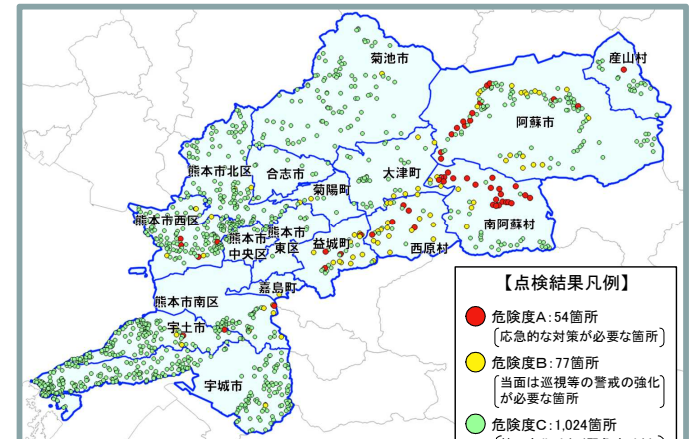 菊池市
産山村
阿蘇市
熊本市北区
合志市
大津町
菊陽町
熊本市西区
熊本市
中央区
熊本市
東区
益城町
西原村
南阿蘇村
嘉島町
熊本市南区
宇土市
宇城市
【点検結果凡例】
危険度A:54箇所
応急的な対策が必要な箇所
危険度B:77箇所
当面は巡視等の警戒の強化
が必要な箇所
危険度C:1,024箇所